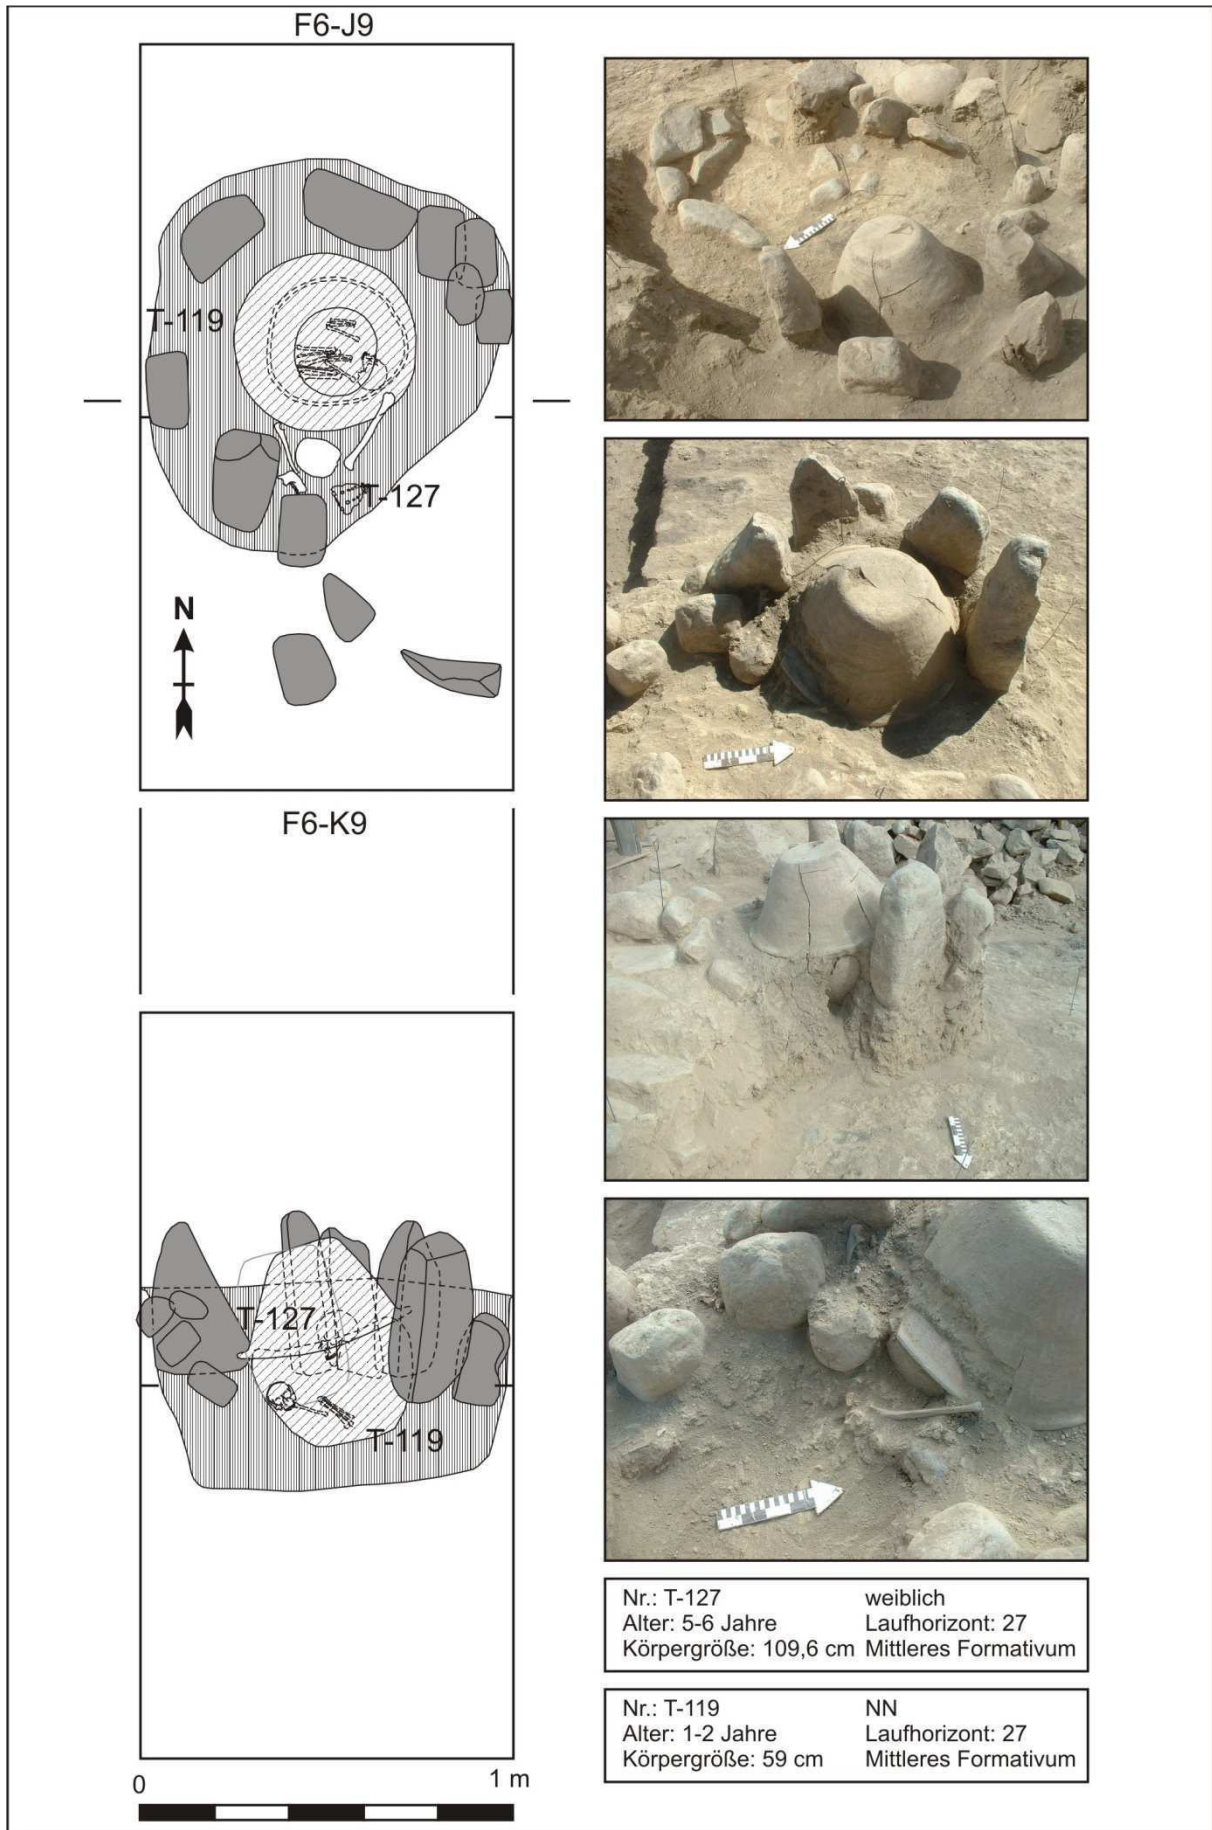 F6-J9
T-119
T-127
N
F6-K9
T-127
T-119
0 1 m
Nr.: T-127 weiblich
Alter: 5-6 Jahre Laufhorizont: 27
Körpergröße: 109,6 cm Mittleres Formativum
Nr.: T-119 NN
Alter: 1-2 Jahre Laufhorizont: 27
Körpergröße: 59 cm Mittleres Formativum